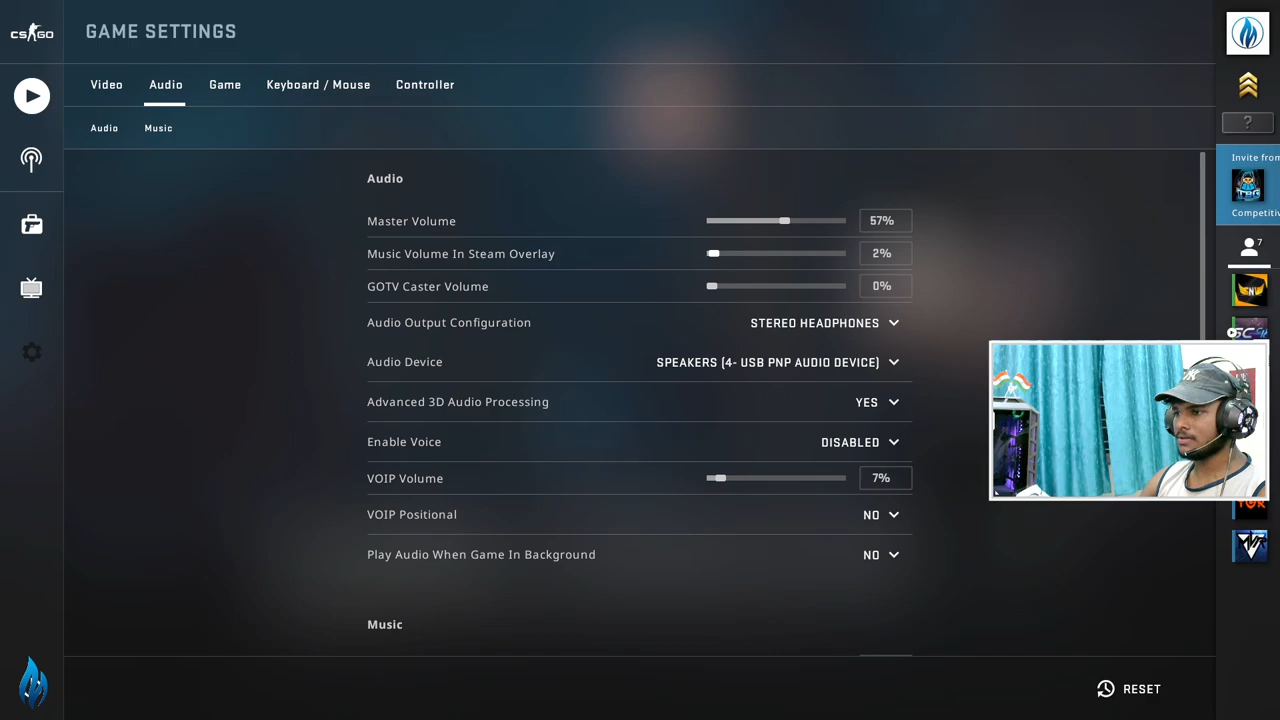 CS GO
GAME SETTINGS
Video Audio Game Keyboard / Mouse Controller
?
Audio Music
Invite from
Audio
Competitiv
Master Volume 57%
7
Music Volume In Steam Overlay 2%
GOTV Caster Volume 0%
Audio Output Configuration STEREO HEADPHONES
Audio Device SPEAKERS (4- USB PNP AUDIO DEVICE)
Advanced 3D Audio Processing YES
Enable Voice DISABLED
VOIP Volume 7%
VOIP Positional NO
Play Audio When Game In Background NO
Music
RESET